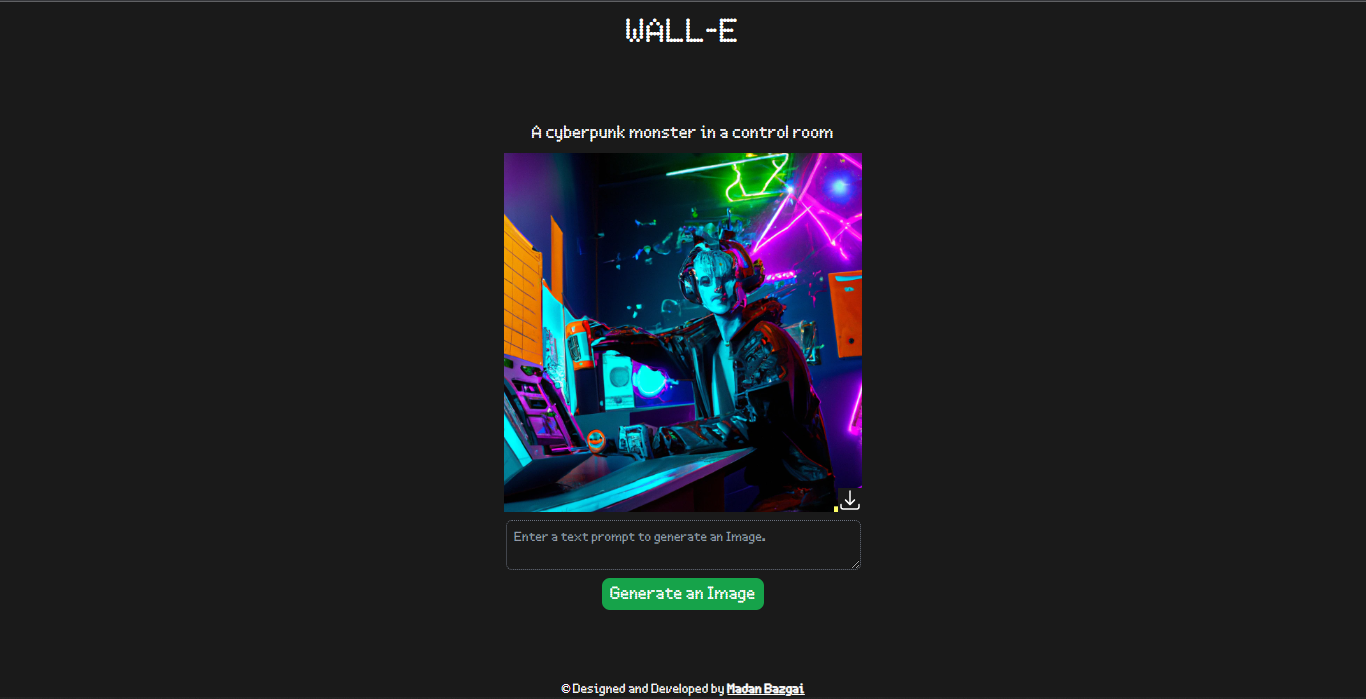 WALL-E
A cyberpunk monster in a control room
Enter a text prompt to generate an Image.
Generate an Image
© Designed and Developed by Madan Bazgai